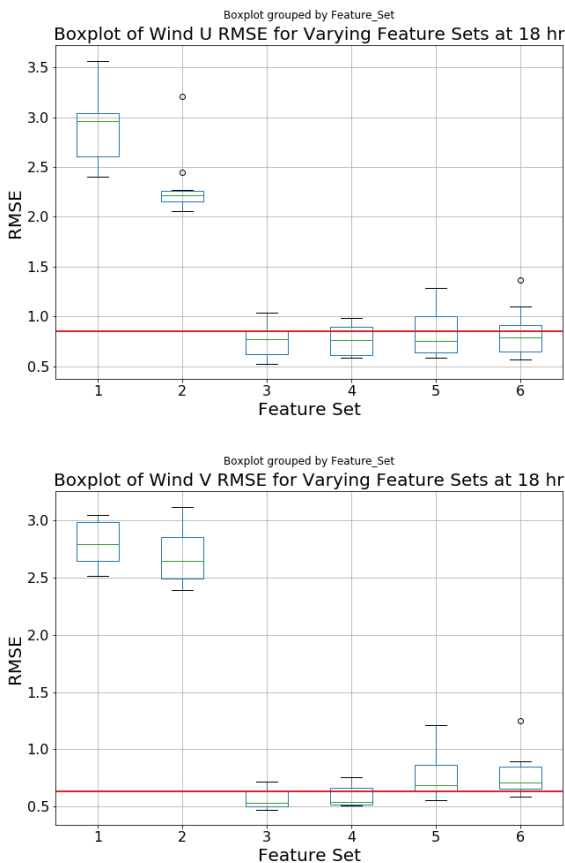 Boxplot grouped by Feature_Set
Boxplot of Wind U RMSE for Varying Feature Sets at 18 hr
3.5
3.0
2.5
2.0
1.5
1.0
0.5
RMSE
1 2 3 4 5 6
Feature Set
Boxplot grouped by Feature_Set
Boxplot of Wind V RMSE for Varying Feature Sets at 18 hr
3.0
2.5
2.0
1.5
1.0
0.5
RMSE
1 2 3 4 5 6
Feature Set